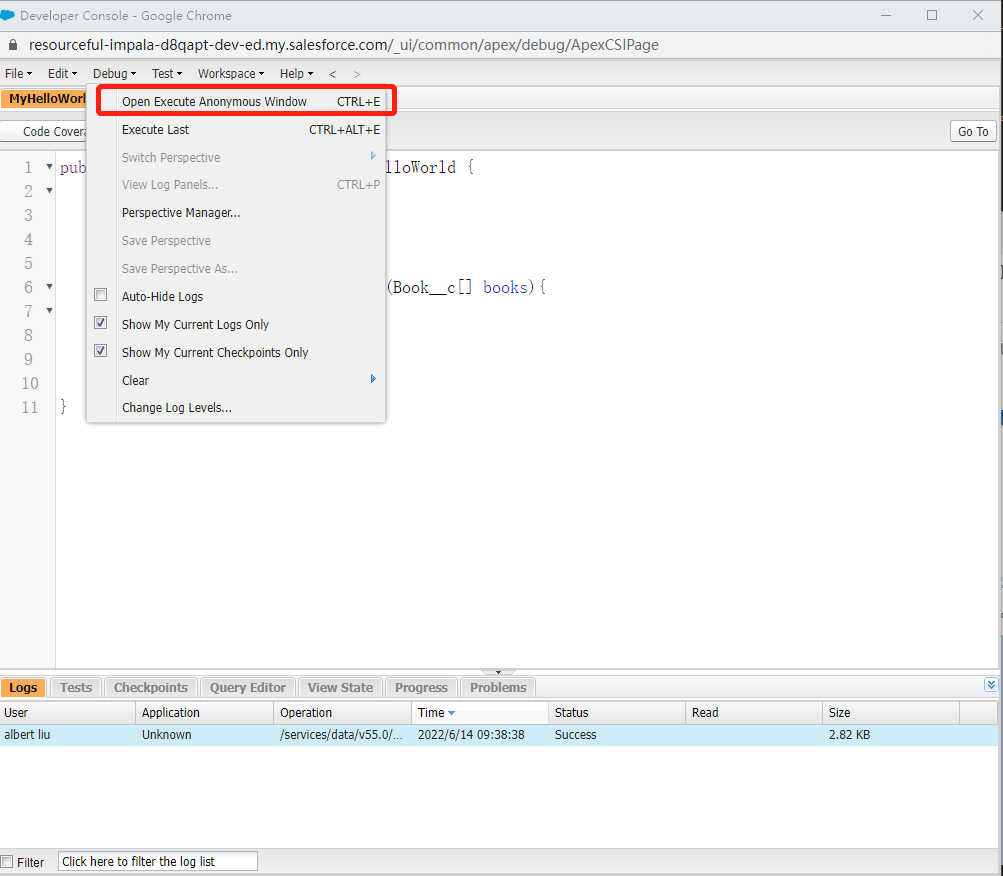 Developer Console - Google Chrome
resourceful-impala-d8qapt-dev-ed.my.salesforce.com/_ui/common/apex/debug/ApexCSIPage
File Edit Debug Test Workspace Help < >
MyHelloWorl
Open Execute Anonymous Window CTRL+E
Code Covera
Go To
Execute Last CTRL+ALT+E
Switch Perspective
View Log Panels... CTRL+P
Perspective Manager...
Save Perspective
Save Perspective As...
Auto-Hide Logs
Show My Current Logs Only
Show My Current Checkpoints Only
Clear
Change Log Levels...
1 pub lloWorld {
2
3
4
5
6 (Book__c[] books){
7
8
9
10
11 }
Logs Tests Checkpoints Query Editor View State Progress Problems
User Application Operation Time Status Read Size
albert liu Unknown /services/data/v55.0/... 2022/6/14 09:38:38 Success 2.82 KB
Filter Click here to filter the log list